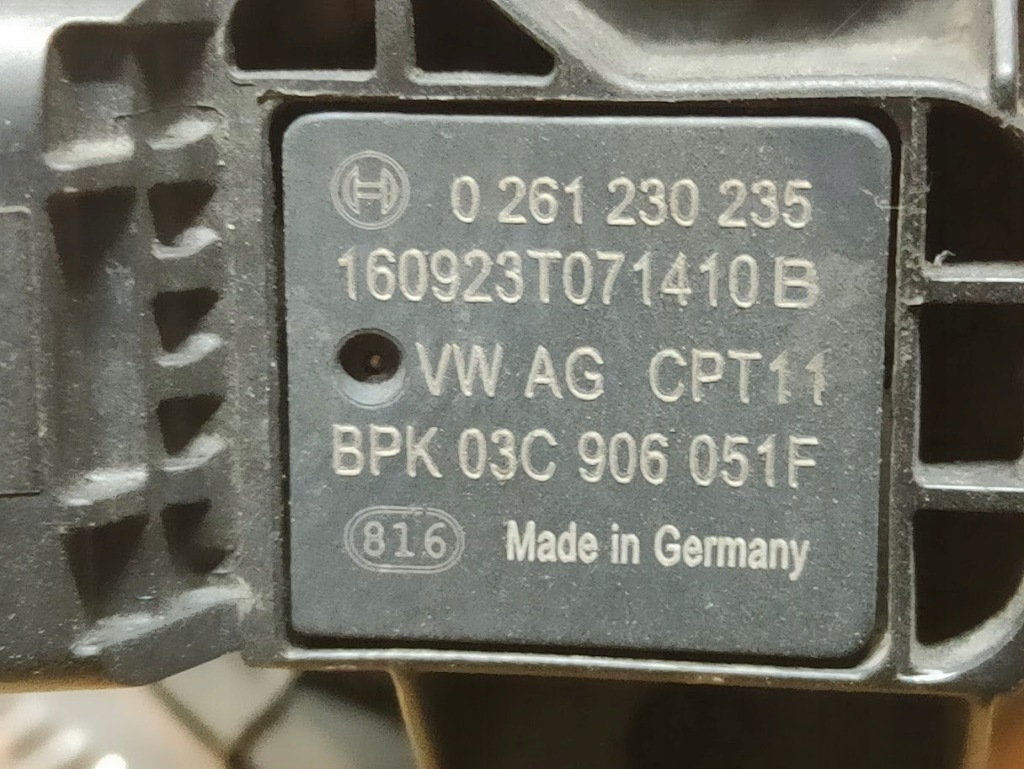 0 261 230 235
160923T071410 B
VW AG CPT11
BPK 03C 906 051F
816 Made in Germany